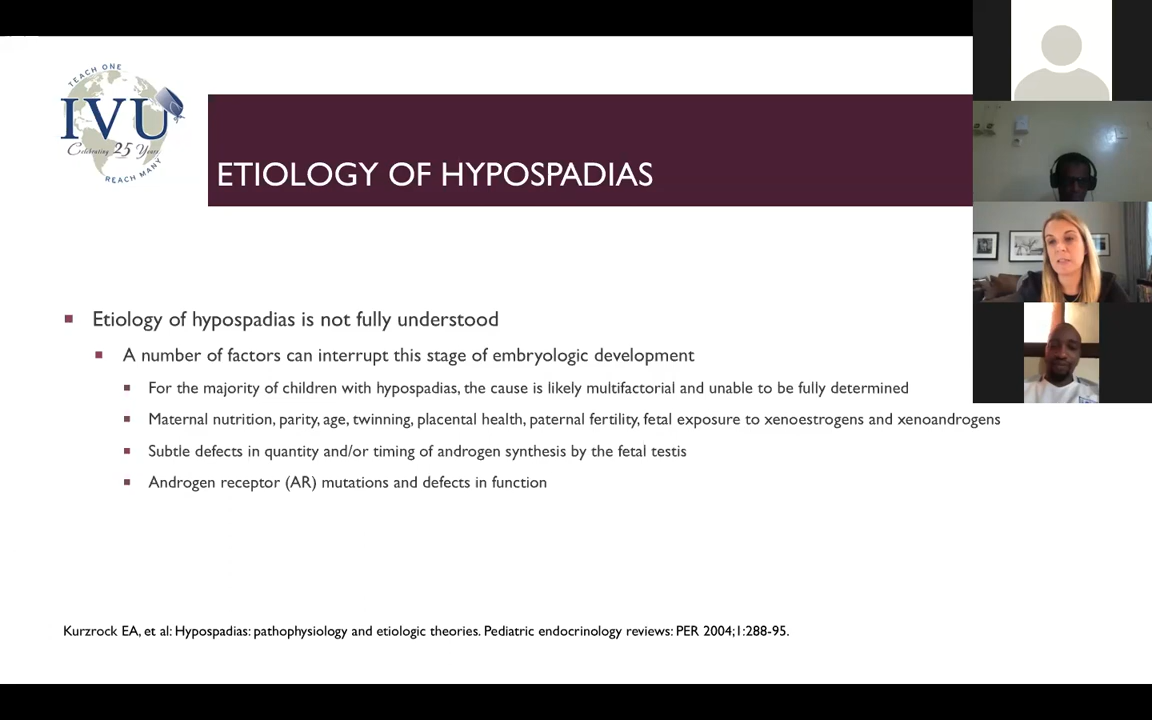 TEACH ONE
IVU
Celebrating 25 Years
REACH MANY
ETIOLOGY OF HYPOSPADIAS
Etiology of hypospadias is not fully understood
A number of factors can interrupt this stage of embryologic development
For the majority of children with hypospadias, the cause is likely multifactorial and unable to be fully determined
Maternal nutrition, parity, age, twinning, placental health, paternal fertility, fetal exposure to xenoestrogens and xenoandrogens
Subtle defects in quantity and/or timing of androgen synthesis by the fetal testis
Androgen receptor (AR) mutations and defects in function
Kurzrock EA, et al: Hypospadias: pathophysiology and etiologic theories. Pediatric endocrinology reviews: PER 2004;1:288-95.